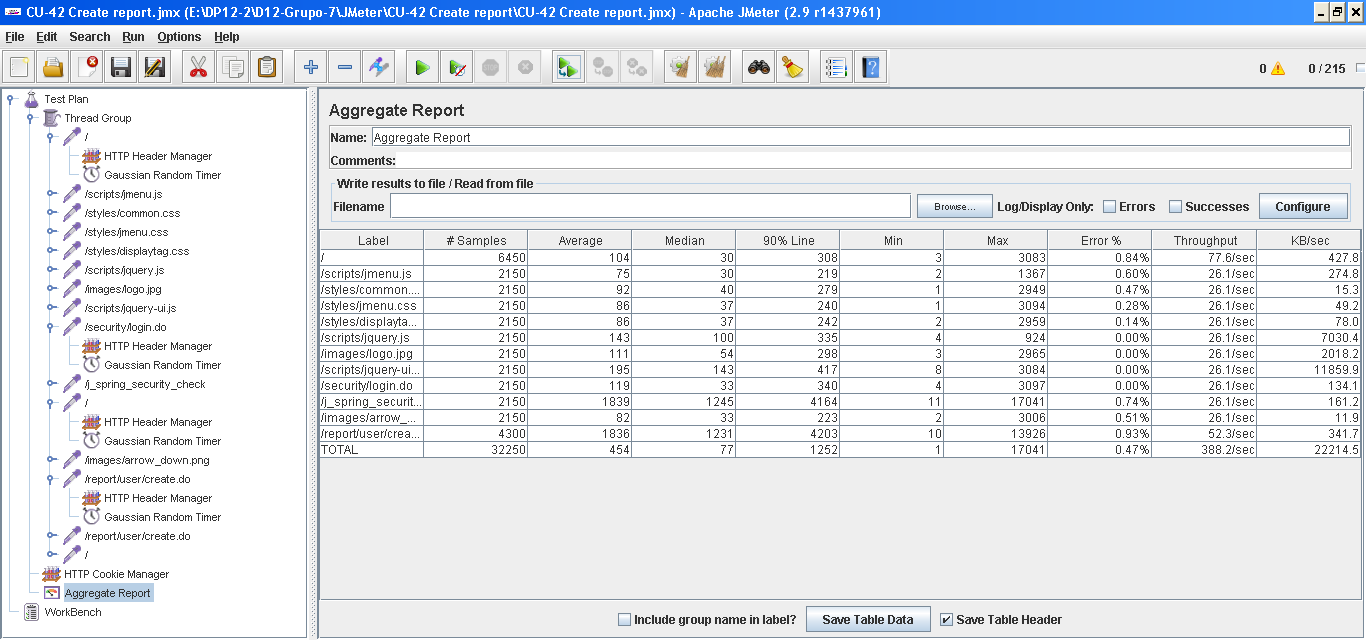 CU-42 Create report.jmx (E:\DP12-2\D12-Grupo-7\JMeter\CU-42 Create report\CU-42 Create report.jmx) - Apache JMeter (2.9 r1437961)
File Edit Search Run Options Help
0 0 / 215
Test Plan
Thread Group
/
HTTP Header Manager
Gaussian Random Timer
/scripts/jmenu.js
/styles/common.css
/styles/jmenu.css
/styles/displaytag.css
/scripts/jquery.js
/images/logo.jpg
/scripts/jquery-ui.js
/security/login.do
HTTP Header Manager
Gaussian Random Timer
/j_spring_security_check
/
HTTP Header Manager
Gaussian Random Timer
/images/arrow_down.png
/report/user/create.do
HTTP Header Manager
Gaussian Random Timer
/report/user/create.do
/
HTTP Cookie Manager
Aggregate Report
WorkBench
Aggregate Report
Name: Aggregate Report
Comments:
Write results to file / Read from file
Filename Browse... Log/Display Only: Errors Successes Configure
Label # Samples Average Median 90% Line Min Max Error % Throughput KB/sec
/ 6450 104 30 308 3 3083 0.84% 77.6/sec 427.8
/scripts/jmenu.js 2150 75 30 219 2 1367 0.60% 26.1/sec 274.8
/styles/common.... 2150 92 40 279 1 2949 0.47% 26.1/sec 15.3
/styles/jmenu.css 2150 86 37 240 1 3094 0.28% 26.1/sec 49.2
/styles/displayta... 2150 86 37 242 2 2959 0.14% 26.1/sec 78.0
/scripts/jquery.js 2150 143 100 335 4 924 0.00% 26.1/sec 7030.4
/images/logo.jpg 2150 111 54 298 3 2965 0.00% 26.1/sec 2018.2
/scripts/jquery-ui... 2150 195 143 417 8 3084 0.00% 26.1/sec 11859.9
/security/login.do 2150 119 33 340 4 3097 0.00% 26.1/sec 134.1
/j_spring_securit... 2150 1839 1245 4164 11 17041 0.74% 26.1/sec 161.2
/images/arrow_... 2150 82 33 223 2 3006 0.51% 26.1/sec 11.9
/report/user/crea... 4300 1836 1231 4203 10 13926 0.93% 52.3/sec 341.7
TOTAL 32250 454 77 1252 1 17041 0.47% 388.2/sec 22214.5
Include group name in label? Save Table Data Save Table Header